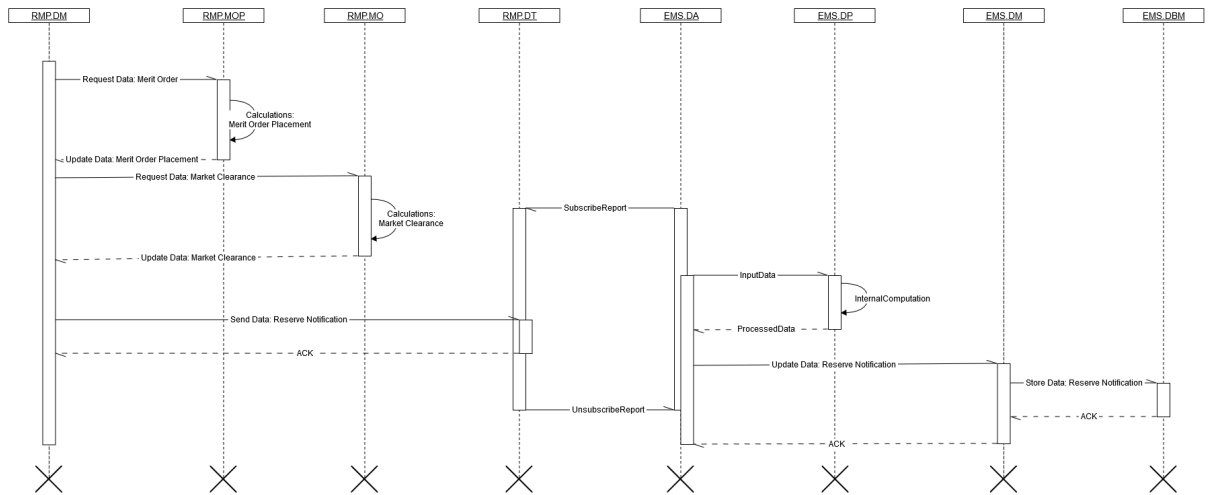 RMP.DM
RMP.MOP
RMP.MO
RMP.DT
EMS.DA
EMS.DP
EMS.DM
EMS.DBM
Request Data: Merit Order
Calculations:
Merit Order Placement
Update Data: Merit Order Placement
Request Data: Market Clearance
Calculations:
Market Clearance
SubscribeReport
Update Data: Market Clearance
InputData
InternalComputation
Send Data: Reserve Notification
ProcessedData
ACK
Update Data: Reserve Notification
Store Data: Reserve Notification
UnsubscribeReport
ACK
ACK